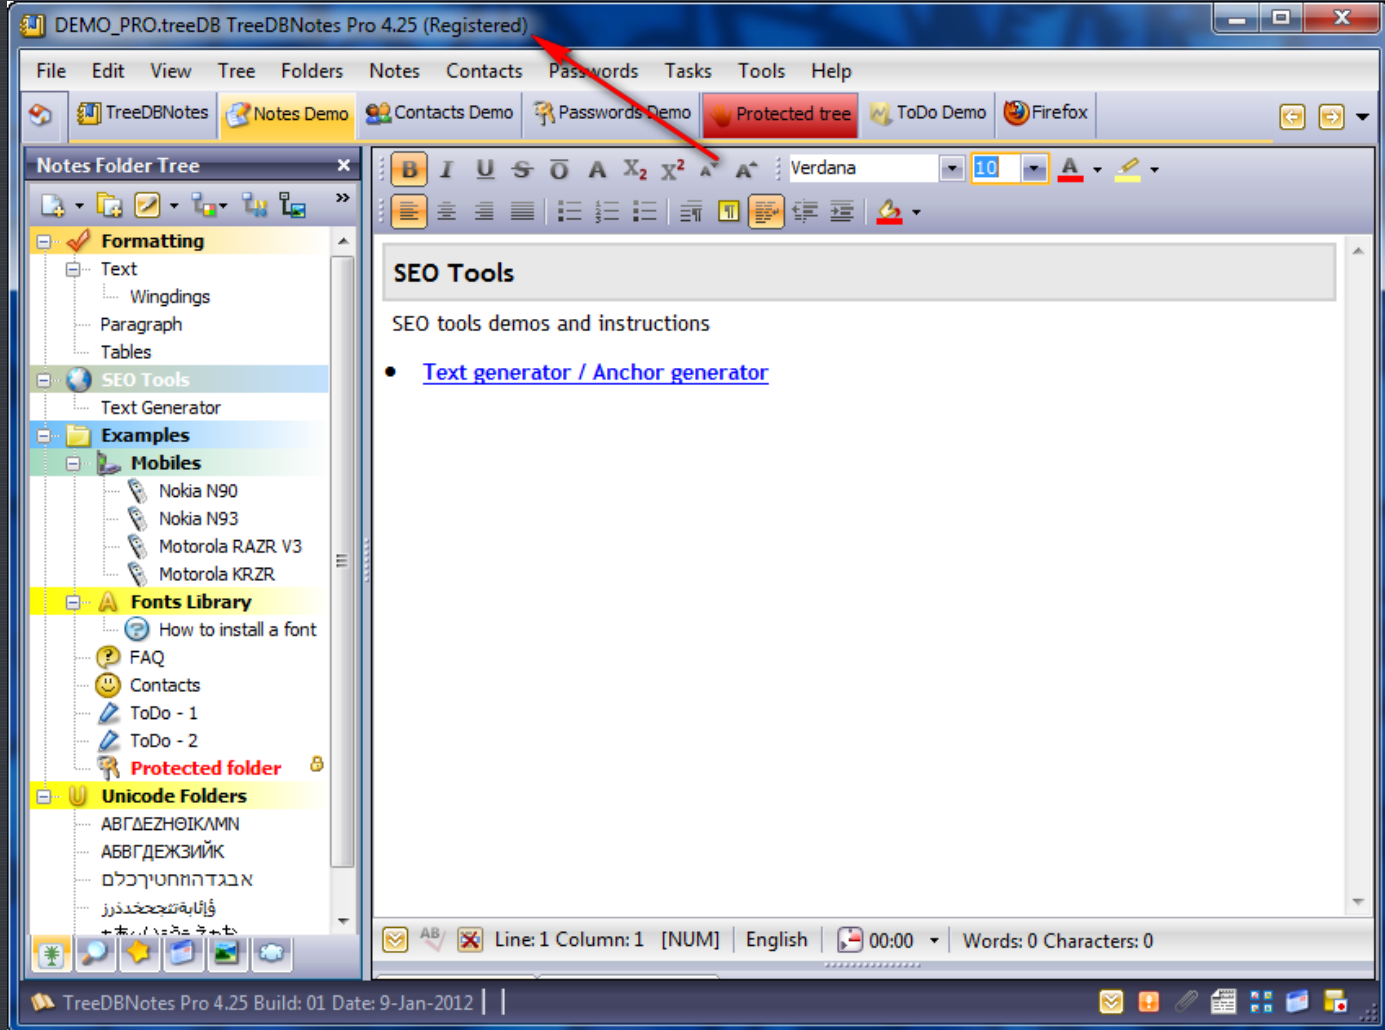 DEMO_PRO.treeDB TreeDBNotes Pro 4.25 (Registered)
File Edit View Tree Folders Notes Contacts Passwords Tasks Tools Help
TreeDBNotes Notes Demo Contacts Demo Passwords Demo Protected tree ToDo Demo Firefox
Notes Folder Tree
B I U S O A X2 X2 A A Verdana 10 A
Formatting
Text
Wingdings
Paragraph
Tables
SEO Tools
Text Generator
Examples
Mobiles
Nokia N90
Nokia N93
Motorola RAZR V3
Motorola KRZR
Fonts Library
How to install a font
FAQ
Contacts
ToDo - 1
ToDo - 2
Protected folder
Unicode Folders
ΑΒΓΔΕΖΗΘΙΚΛΜΝ
АБВГДЕЖЗИЙК
אבגדהוזחטיךכלם
SEO Tools
SEO tools demos and instructions
Text generator / Anchor generator
Line: 1 Column: 1 [NUM] English 00:00 Words: 0 Characters: 0
TreeDBNotes Pro 4.25 Build: 01 Date: 9-Jan-2012